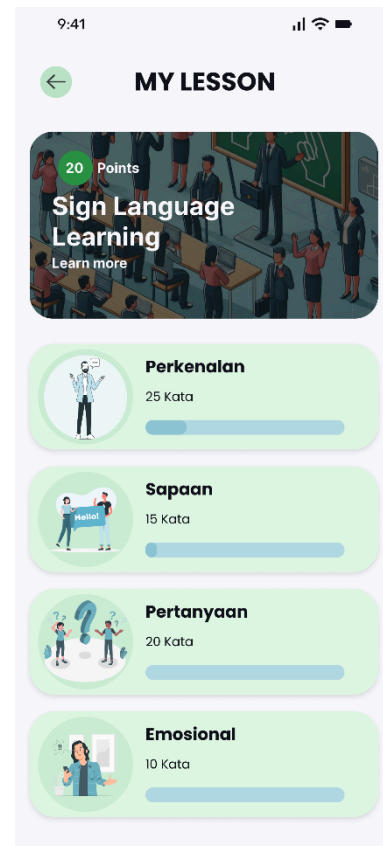 9:41
MY LESSON
20 Points
Sign Language
Learning
Learn more
Perkenalan
25 Kata
Hello!
Sapaan
15 Kata
Pertanyaan
20 Kata
Emosional
10 Kata